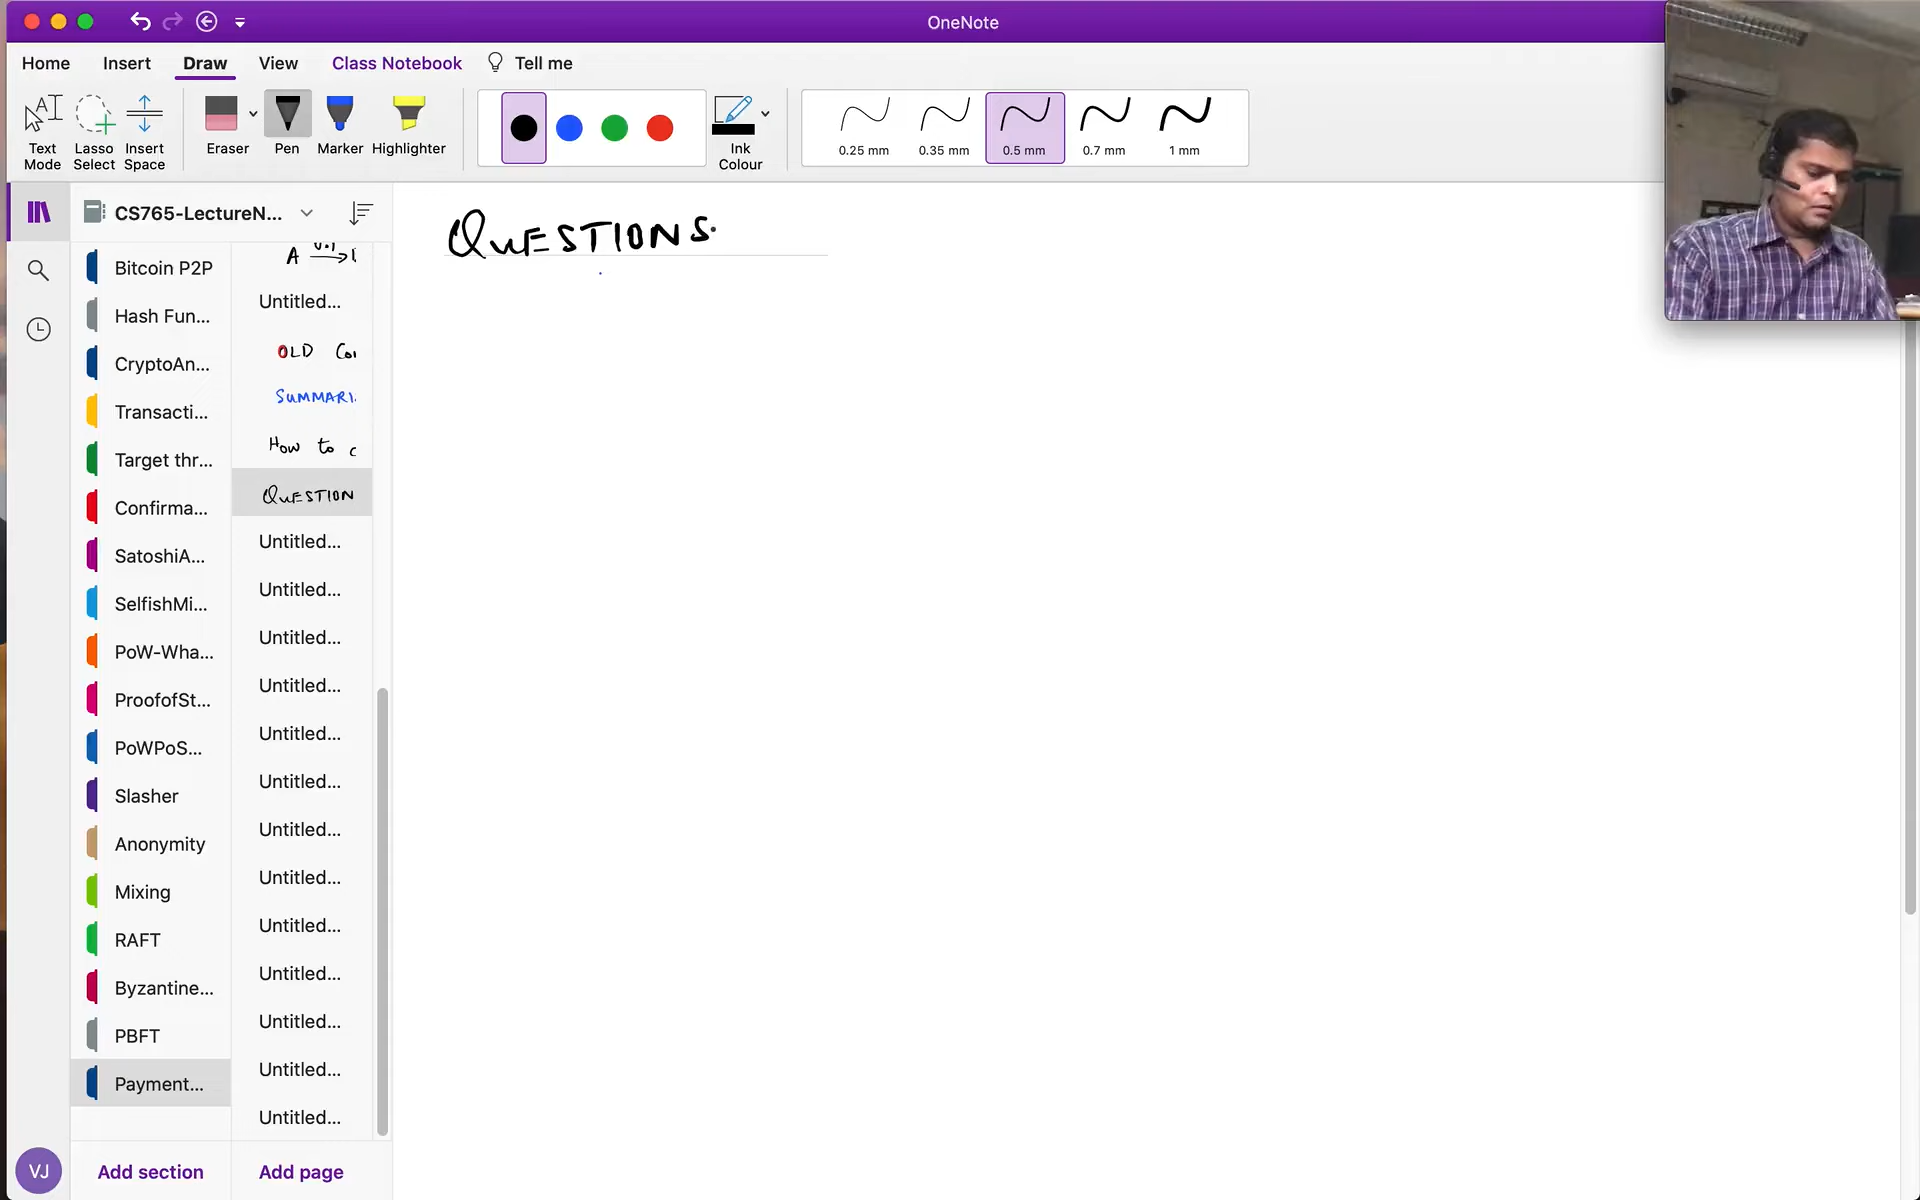 OneNote
Home Insert Draw View Class Notebook Tell me
Text Mode
Lasso Select
Insert Space
Eraser
Pen
Marker
Highlighter
Ink Colour
0.25 mm
0.35 mm
0.5 mm
0.7 mm
1 mm
CS765-LectureN...
Bitcoin P2P
Hash Fun...
CryptoAn...
Transacti...
Target thr...
Confirma...
SatoshiA...
SelfishMi...
PoW-Wha...
ProofofSt...
PoWPoS...
Slasher
Anonymity
Mixing
RAFT
Byzantine...
PBFT
Payment...
Add section
A
Untitled...
OLD
SUMMARI
How to
QUESTION
Untitled...
Untitled...
Untitled...
Untitled...
Untitled...
Untitled...
Untitled...
Untitled...
Untitled...
Untitled...
Untitled...
Untitled...
Untitled...
Add page
VJ
QUESTIONS.